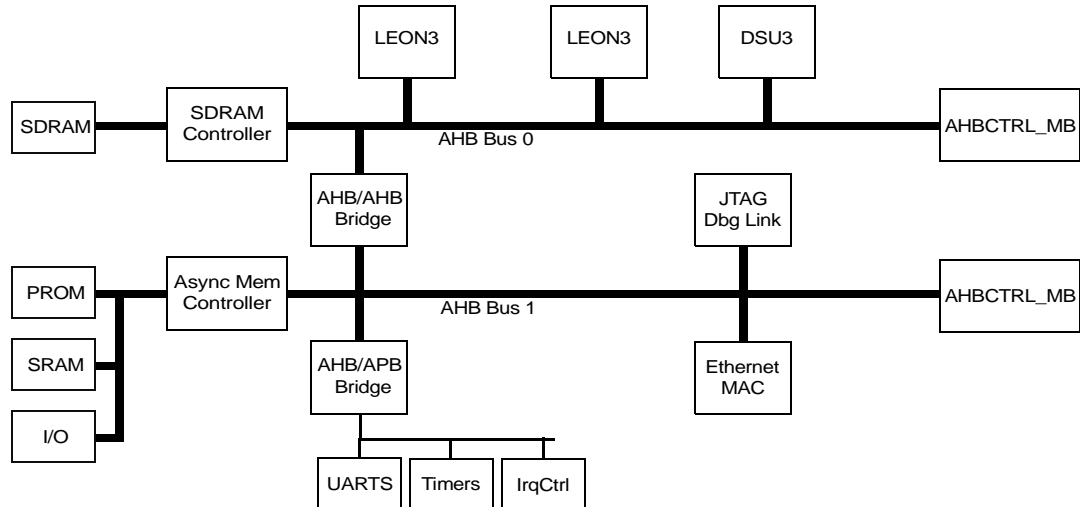 LEON3
LEON3
DSU3
SDRAM
SDRAM
Controller
AHB Bus 0
AHBCTRL_MB
AHB/AHB
Bridge
JTAG
Dbg Link
PROM
Async Mem
Controller
AHB Bus 1
AHBCTRL_MB
SRAM
AHB/APB
Bridge
Ethernet
MAC
I/O
UARTS
Timers
IrqCtrl